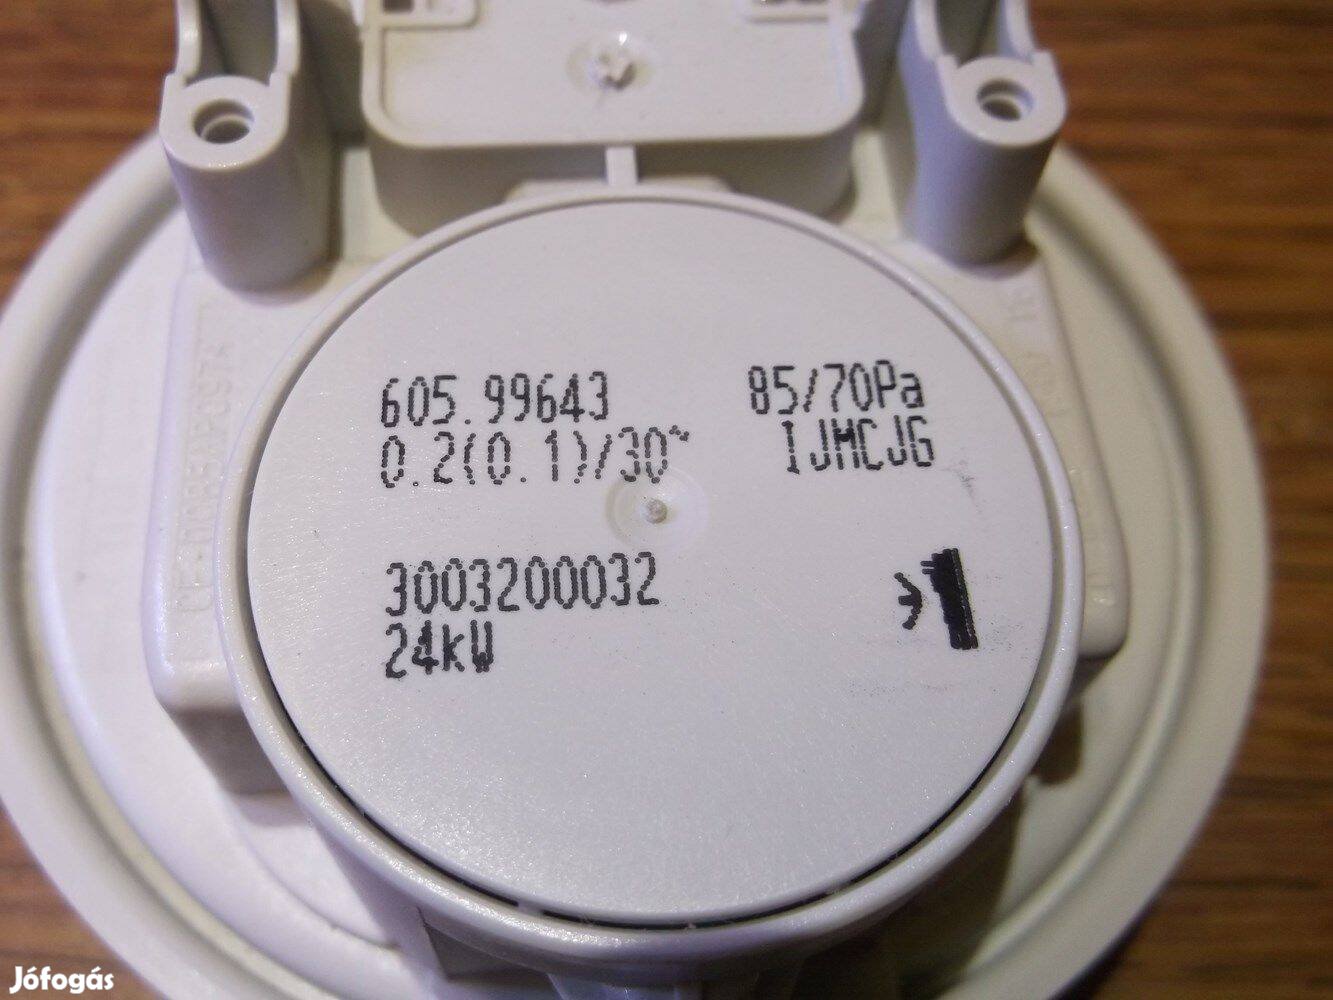 605.99643
85/70Pa
0.2(0.1)/30~
IJMCJG
3003200032
24kW
Jófogás